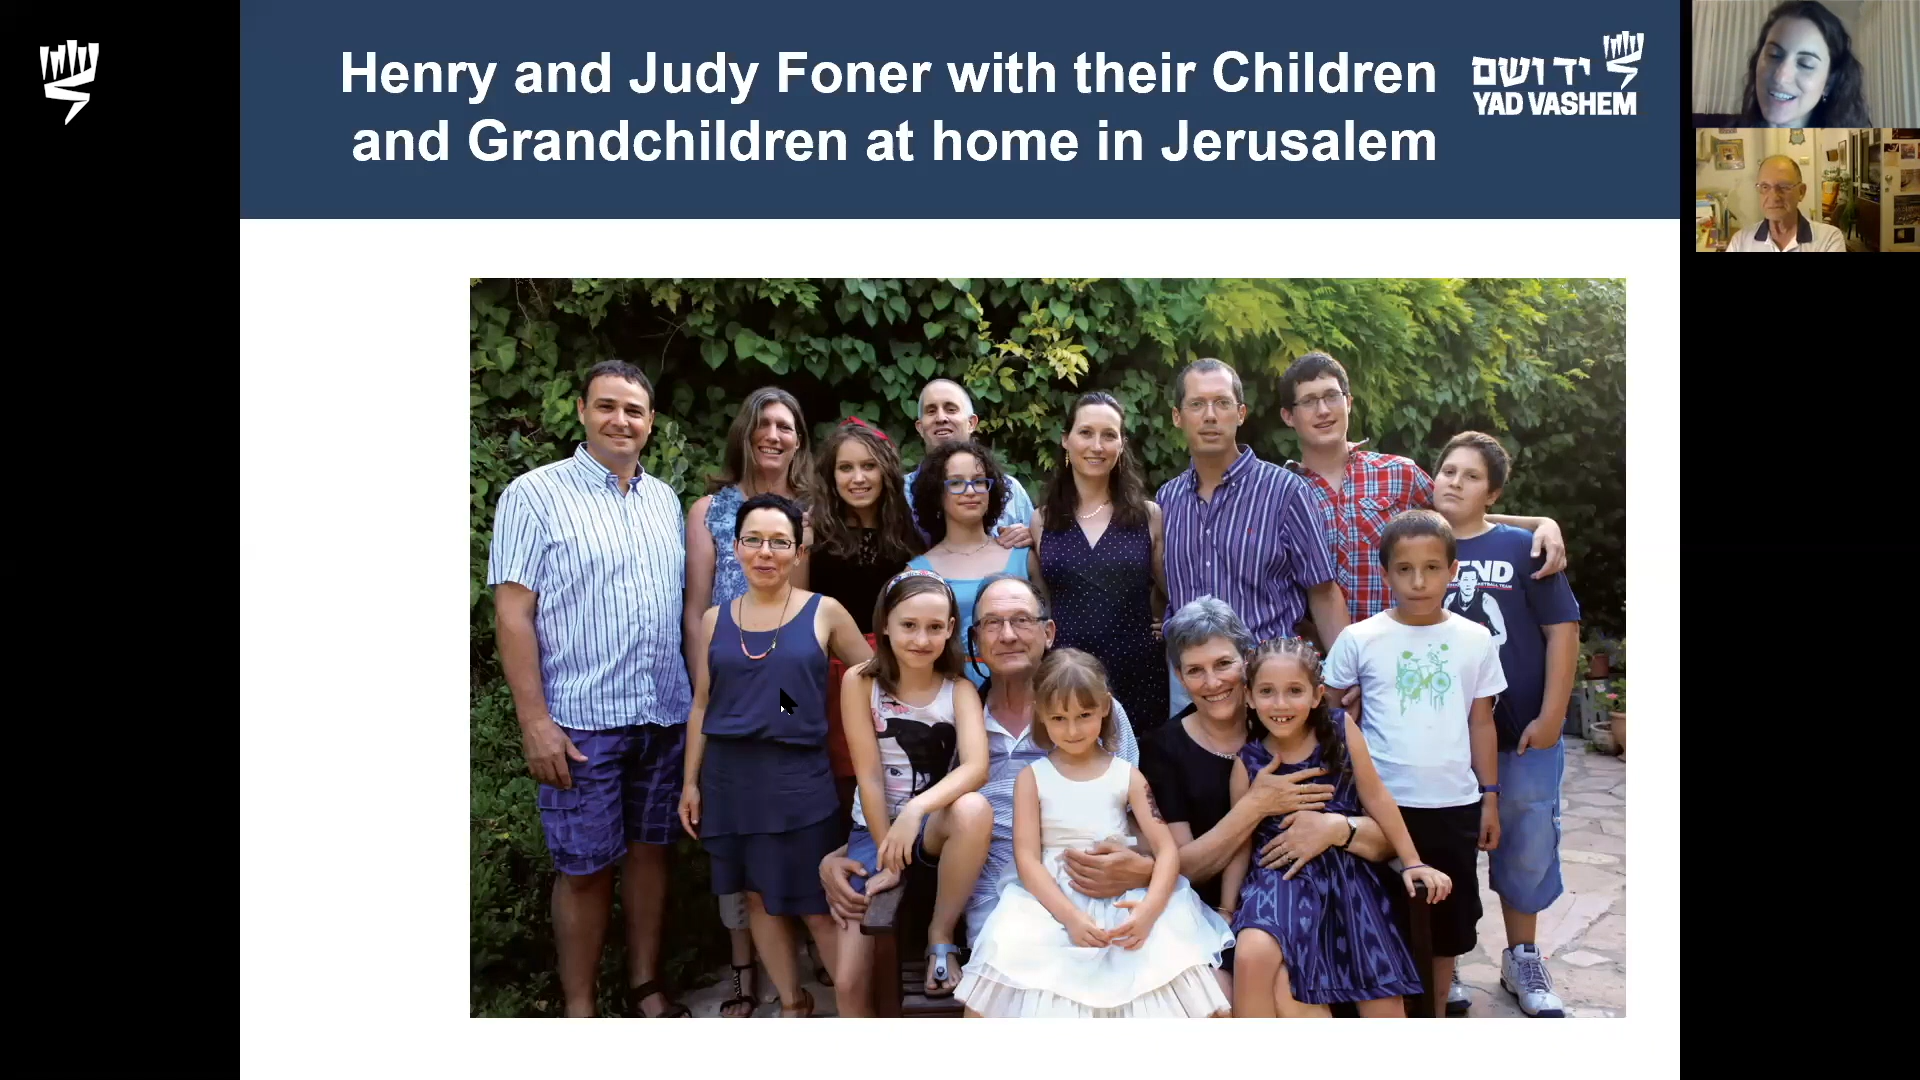 Henry and Judy Foner with their Children
and Grandchildren at home in Jerusalem
יד ושם
YAD VASHEM